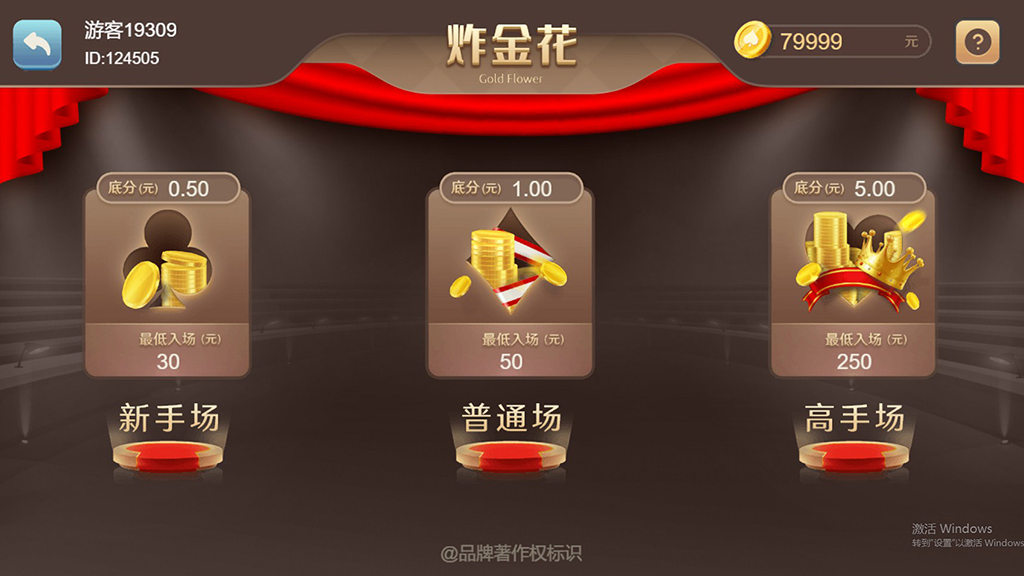 游客19309
ID:124505
炸金花
Gold Flower
79999 元
?
底分(元) 0.50
最低入场 (元)
30
新手场
底分(元) 1.00
最低入场 (元)
50
普通场
底分(元) 5.00
最低入场 (元)
250
高手场
激活 Windows
转到"设置"以激活 Windows
@品牌著作权标识